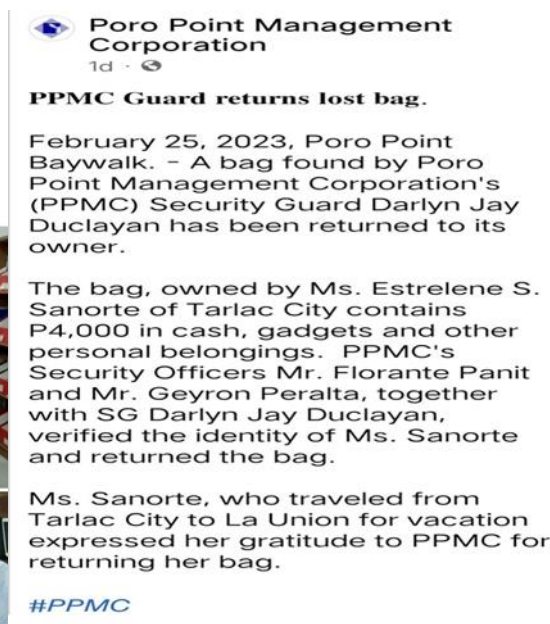 Poro Point Management
Corporation
1d ·
PPMC Guard returns lost bag.
February 25, 2023, Poro Point
Baywalk. - A bag found by Poro
Point Management Corporation's
(PPMC) Security Guard Darlyn Jay
Duclayan has been returned to its
owner.
The bag, owned by Ms. Estrelene S.
Sanorte of Tarlac City contains
P4,000 in cash, gadgets and other
personal belongings.  PPMC's
Security Officers Mr. Florante Panit
and Mr. Geyron Peralta, together
with SG Darlyn Jay Duclayan,
verified the identity of Ms. Sanorte
and returned the bag.
Ms. Sanorte, who traveled from
Tarlac City to La Union for vacation
expressed her gratitude to PPMC for
returning her bag.
#PPMC